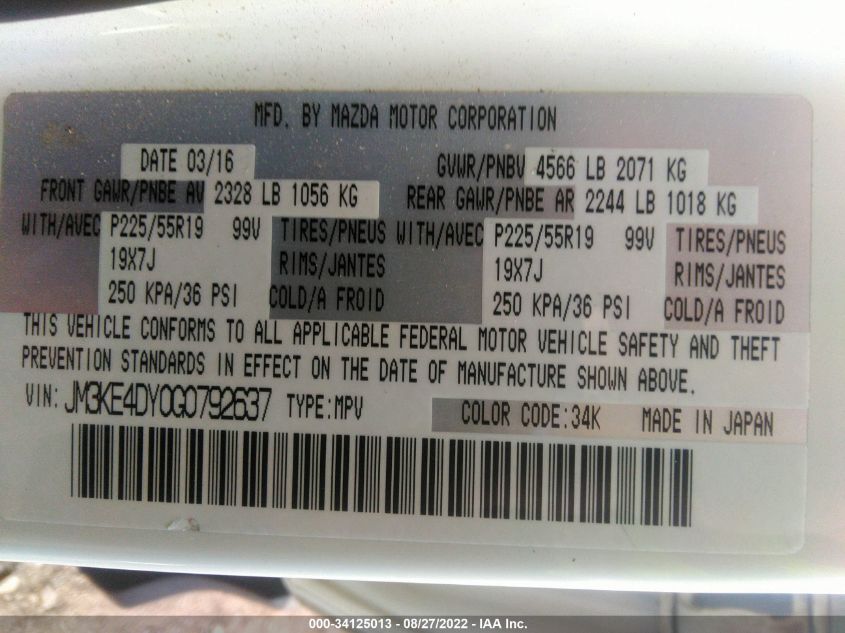 MFD. BY MAZDA MOTOR CORPORATION
DATE 03/16 GVWR/PNBV 4566 LB 2071 KG
FRONT GAWR/PNBE AV 2328 LB 1056 KG REAR GAWR/PNBE AR 2244 LB 1018 KG
WITH/AVEC P225/55R19 99V TIRES/PNEUS WITH/AVEC P225/55R19 99V TIRES/PNEUS
19X7J RIMS/JANTES 19X7J RIMS/JANTES
250 KPA/36 PSI COLD/A FROID 250 KPA/36 PSI COLD/A FROID
THIS VEHICLE CONFORMS TO ALL APPLICABLE FEDERAL MOTOR VEHICLE SAFETY AND THEFT
PREVENTION STANDARDS IN EFFECT ON THE DATE OF MANUFACTURE SHOWN ABOVE.
VIN: JM3KE4DY0G0792637 TYPE:MPV COLOR CODE:34K MADE IN JAPAN
000-34125013 - 08/27/2022 - IAA Inc.